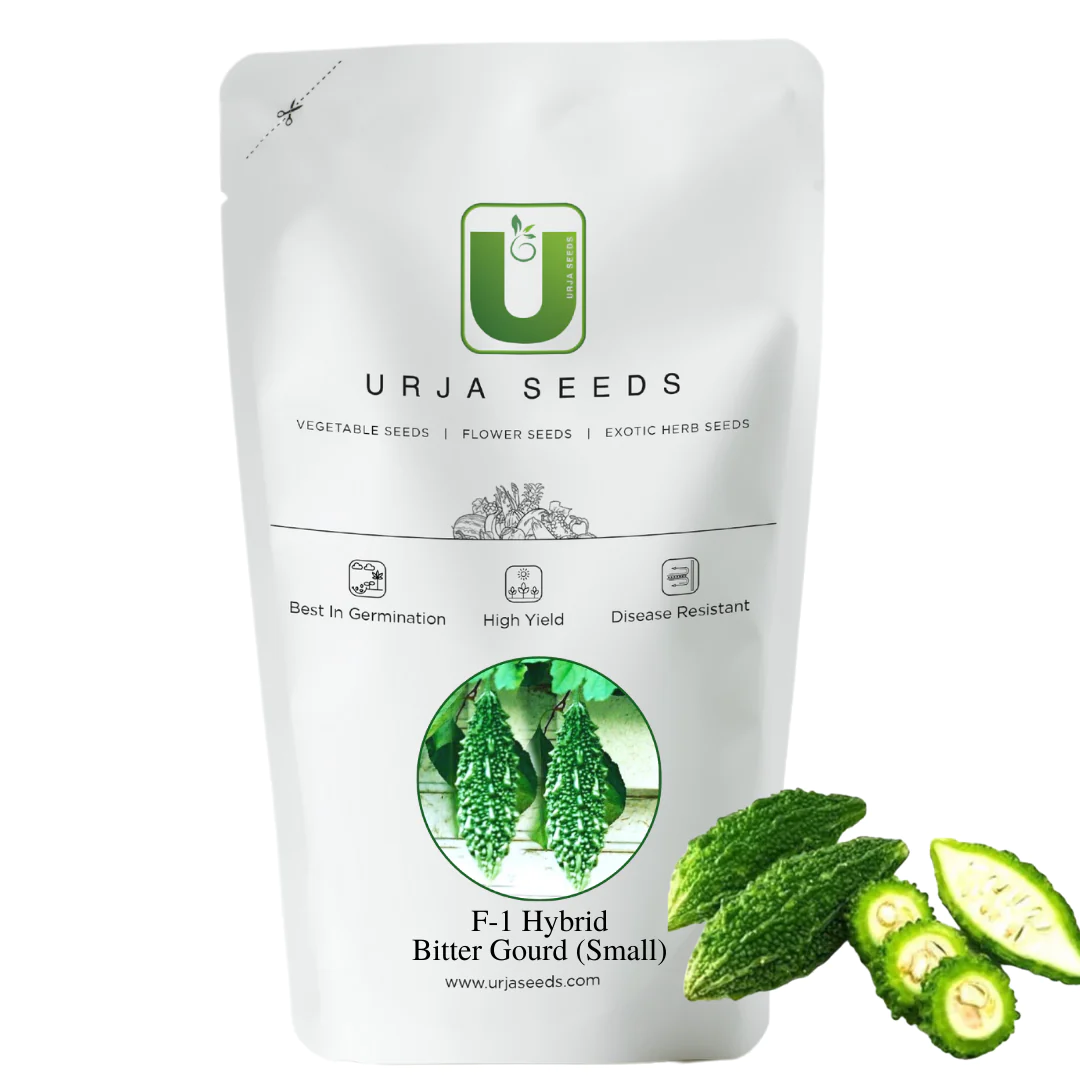 U
URJA SEEDS
URJA SEEDS
VEGETABLE SEEDS | FLOWER SEEDS | EXOTIC HERB SEEDS
Best In Germination
High Yield
Disease Resistant
F-1 Hybrid
Bitter Gourd (Small)
www.urjaseeds.com